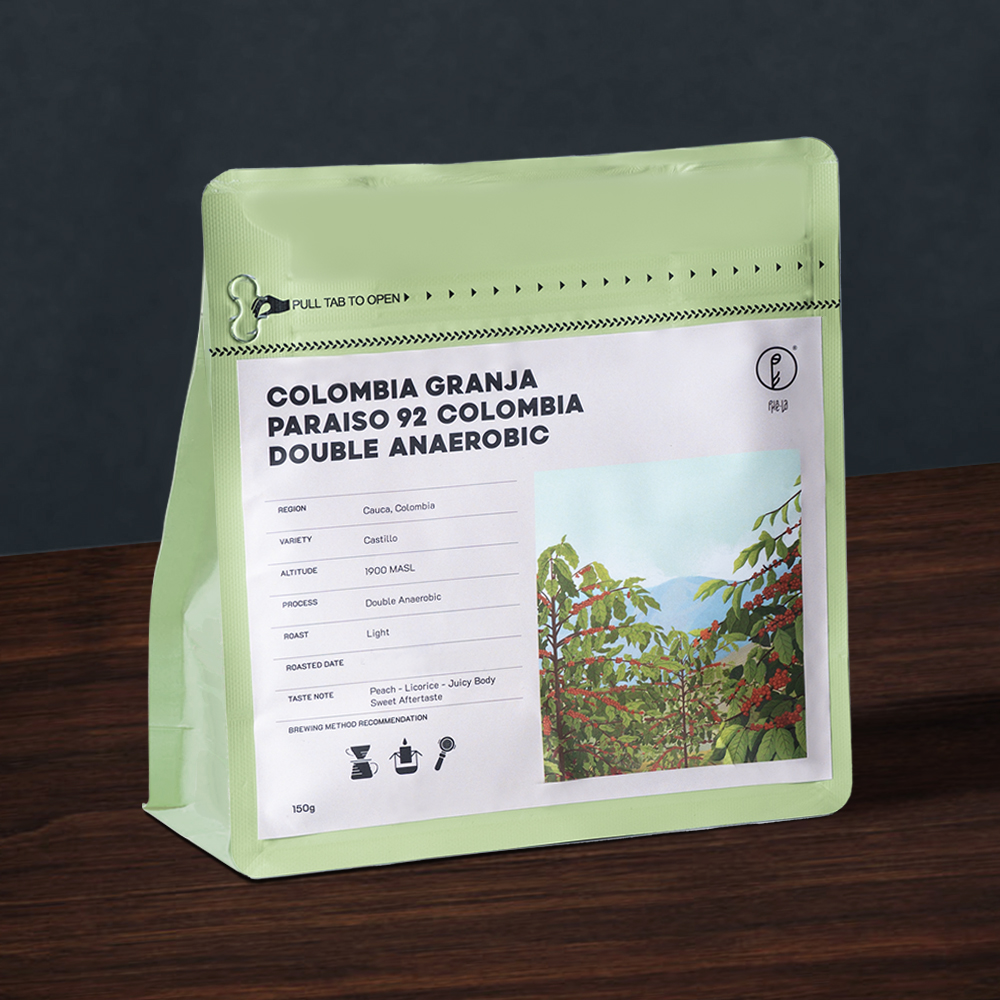 PULL TAB TO OPEN
COLOMBIA GRANJA
PARAISO 92 COLOMBIA
DOUBLE ANAEROBIC
®
REGION Cauca, Colombia
VARIETY Castillo
ALTITUDE 1900 MASL
PROCESS Double Anaerobic
ROAST Light
ROASTED DATE
TASTE NOTE Peach - Licorice - Juicy Body
Sweet Aftertaste
BREWING METHOD RECOMMENDATION
150g